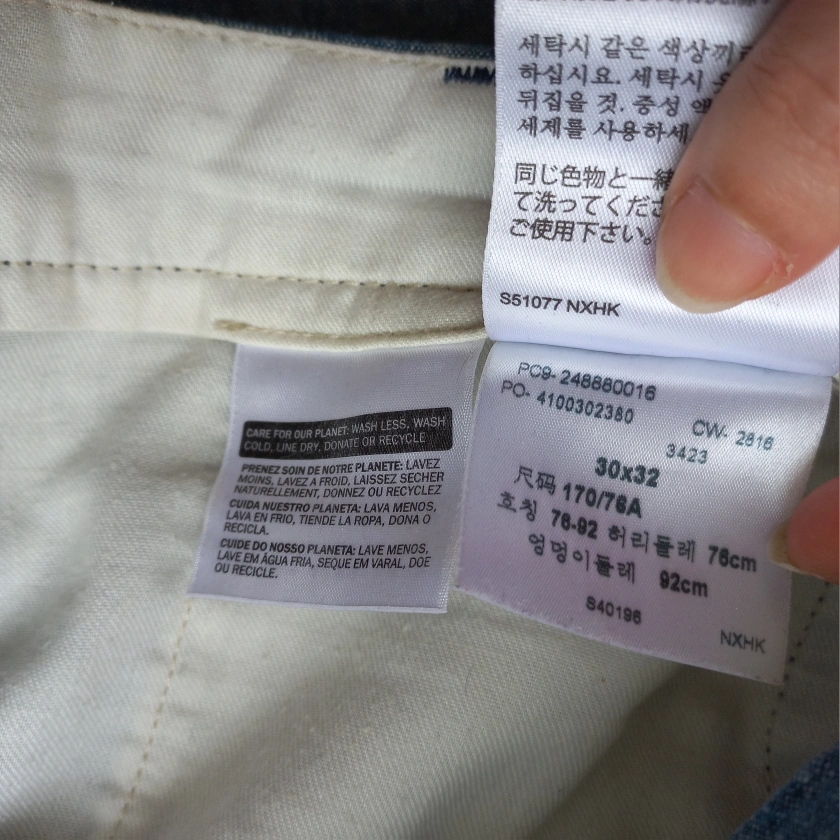 세탁시 같은 색상끼
하십시요. 세탁시
뒤집을 것. 중성
세제를 사용하세
同じ色物と一緒
て洗ってくださ
ご使用下さい。
S51077 NXHK
CARE FOR OUR PLANET: WASH LESS, WASH
COLD, LINE DRY, DONATE OR RECYCLE
PRENEZ SOIN DE NOTRE PLANETE: LAVEZ
MOINS, LAVEZ A FROID, LAISSEZ SECHER
NATURELLEMENT, DONNEZ OU RECYCLEZ
CUIDA NUESTRO PLANETA: LAVA MENOS,
LAVA EN FRIO, TIENDE LA ROPA, DONA O
RECICLA.
CUIDE DO NOSSO PLANETA: LAVE MENOS,
LAVE EM ÁGUA FRIA, SEQUE EM VARAL, DOE
OU RECICLE.
PC9- 248880016
PO- 4100302380
CW- 2816
3423
30x32
尺码 170/76A
호칭 76-92 허리둘레 76cm
엉덩이둘레 92cm
S40196
NXHK